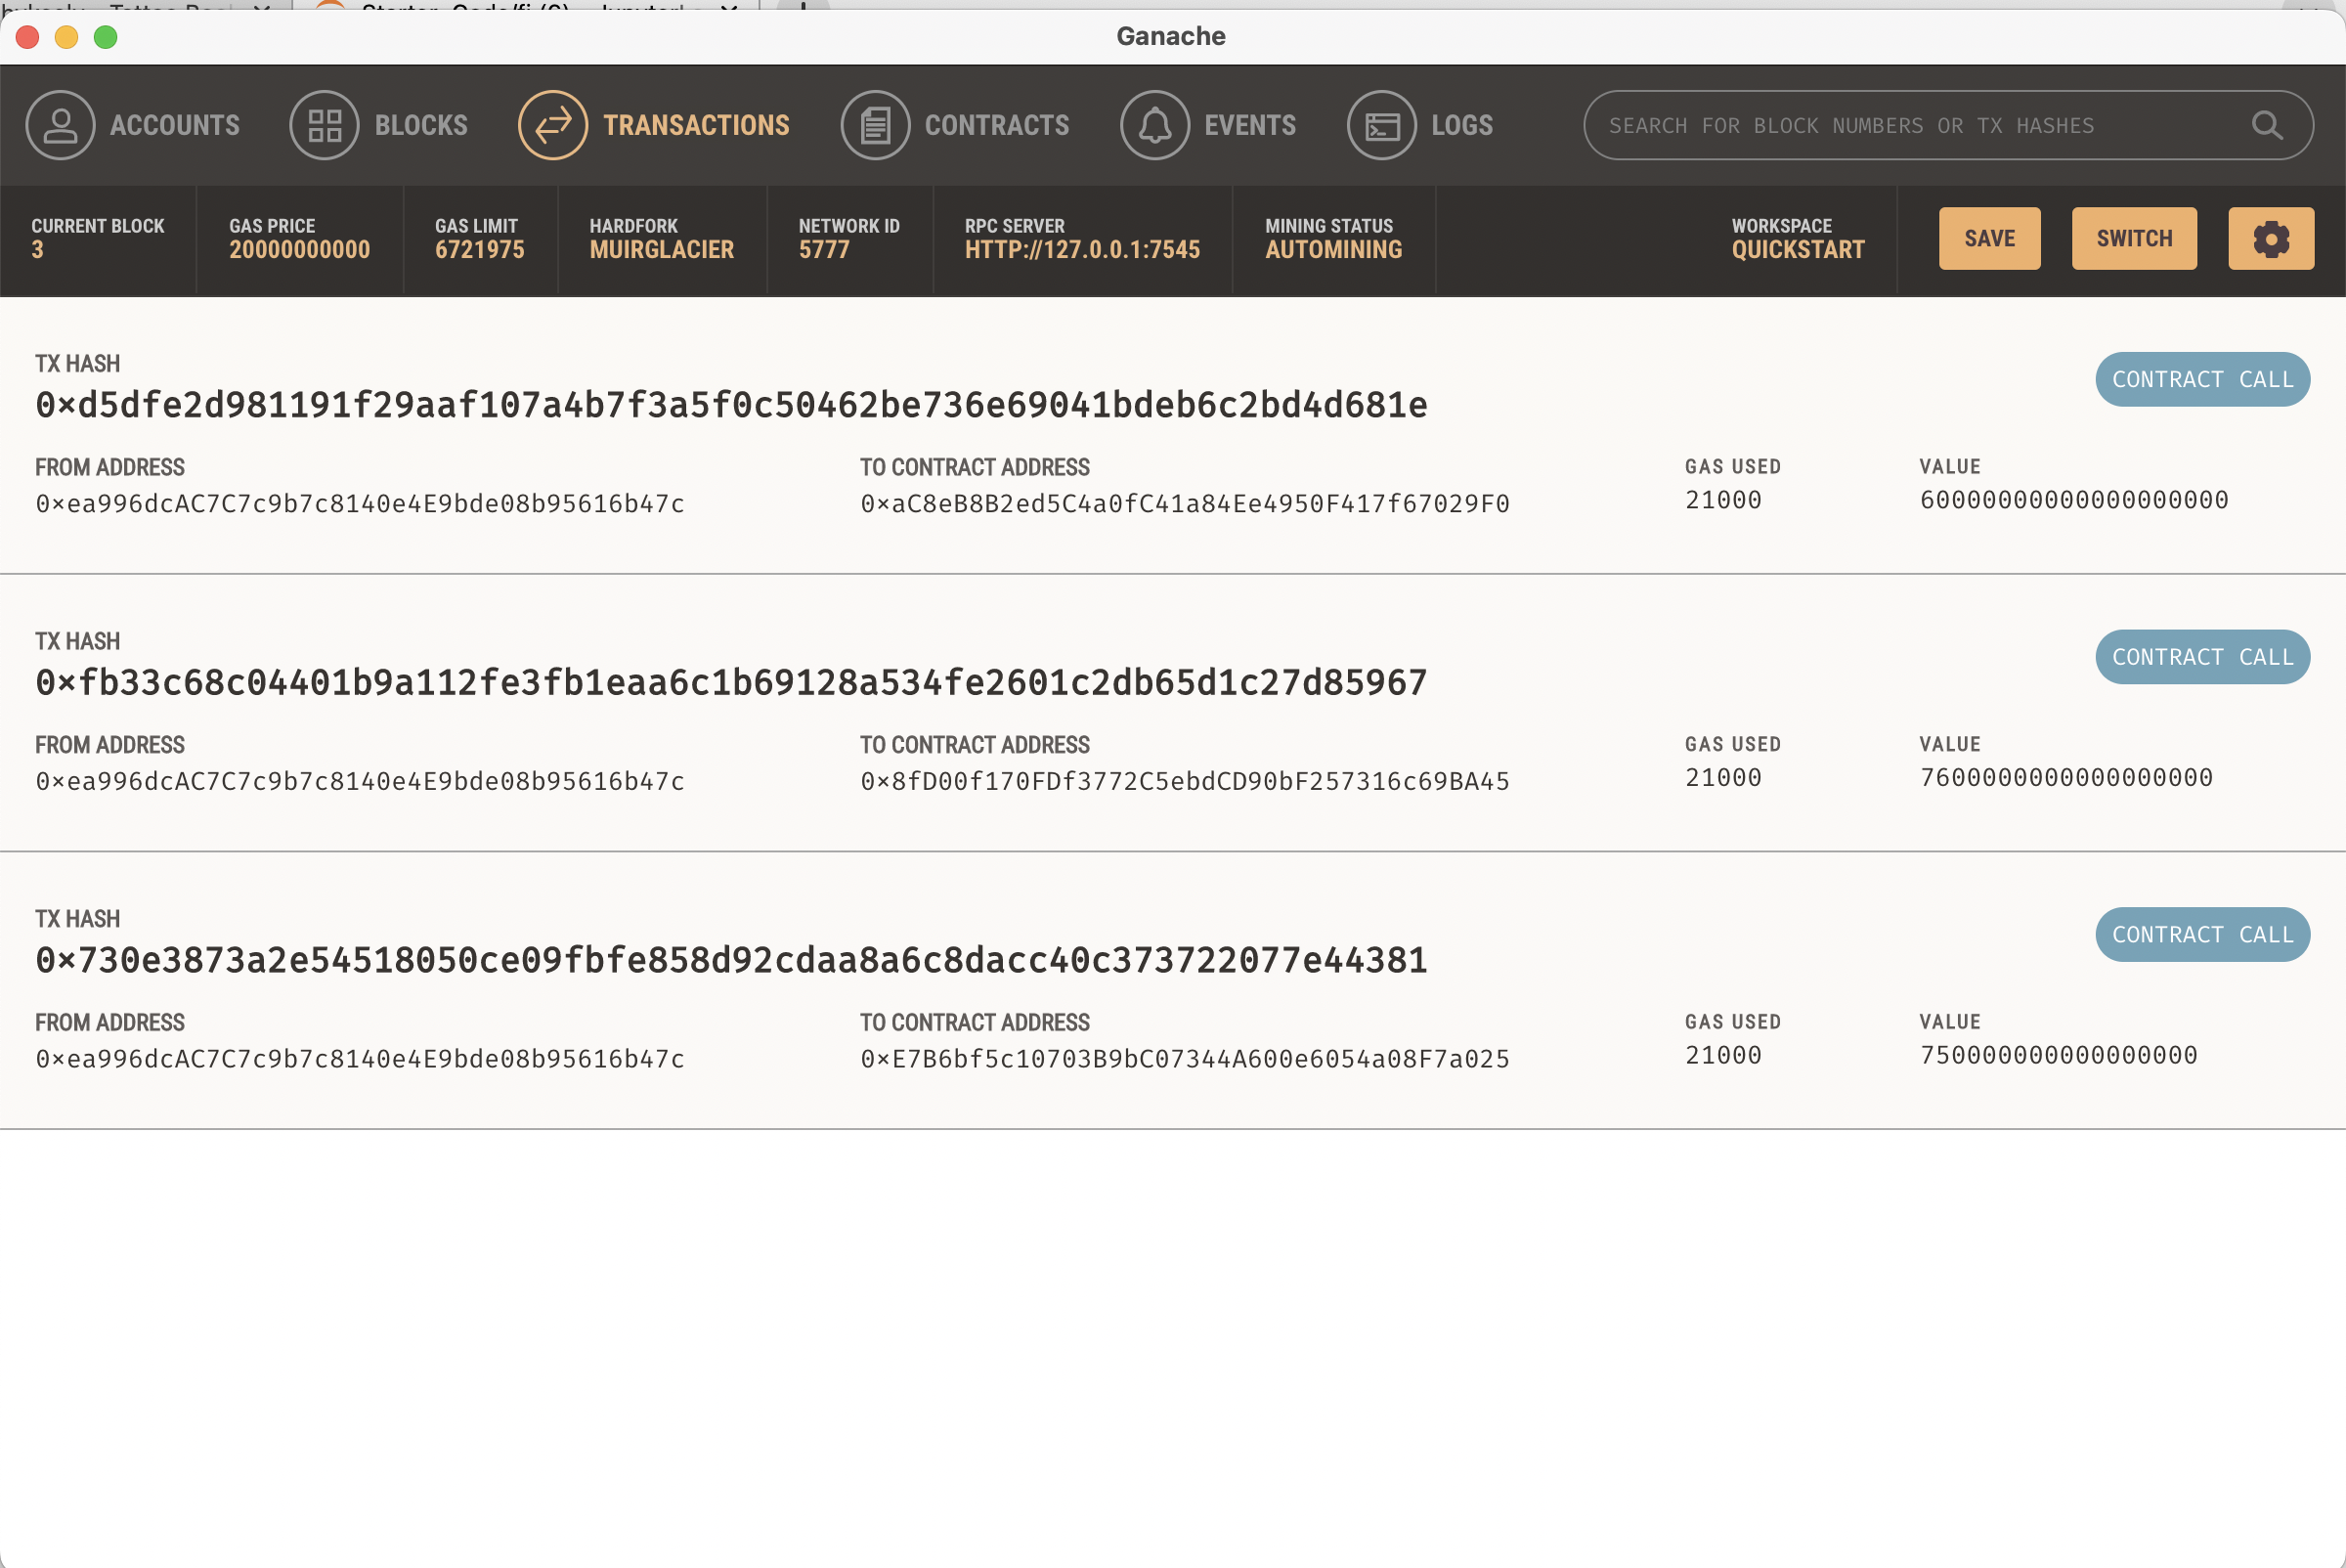 Ganache
ACCOUNTS BLOCKS TRANSACTIONS CONTRACTS EVENTS LOGS SEARCH FOR BLOCK NUMBERS OR TX HASHES
CURRENT BLOCK GAS PRICE GAS LIMIT HARDFORK NETWORK ID RPC SERVER MINING STATUS WORKSPACE
3 20000000000 6721975 MUIRGLACIER 5777 HTTP://127.0.0.1:7545 AUTOMINING QUICKSTART SAVE SWITCH
TX HASH
0×d5dfe2d981191f29aaf107a4b7f3a5f0c50462be736e69041bdeb6c2bd4d681e CONTRACT CALL
FROM ADDRESS TO CONTRACT ADDRESS GAS USED VALUE
0×ea996dcAC7C7c9b7c8140e4E9bde08b95616b47c 0×aC8eB8B2ed5C4a0fC41a84Ee4950F417f67029F0 21000 60000000000000000000
TX HASH
0×fb33c68c04401b9a112fe3fb1eaa6c1b69128a534fe2601c2db65d1c27d85967 CONTRACT CALL
FROM ADDRESS TO CONTRACT ADDRESS GAS USED VALUE
0×ea996dcAC7C7c9b7c8140e4E9bde08b95616b47c 0×8fD00f170FDf3772C5ebdCD90bF257316c69BA45 21000 7600000000000000000
TX HASH
0×730e3873a2e54518050ce09fbfe858d92cdaa8a6c8dacc40c373722077e44381 CONTRACT CALL
FROM ADDRESS TO CONTRACT ADDRESS GAS USED VALUE
0×ea996dcAC7C7c9b7c8140e4E9bde08b95616b47c 0×E7B6bf5c10703B9bC07344A600e6054a08F7a025 21000 750000000000000000